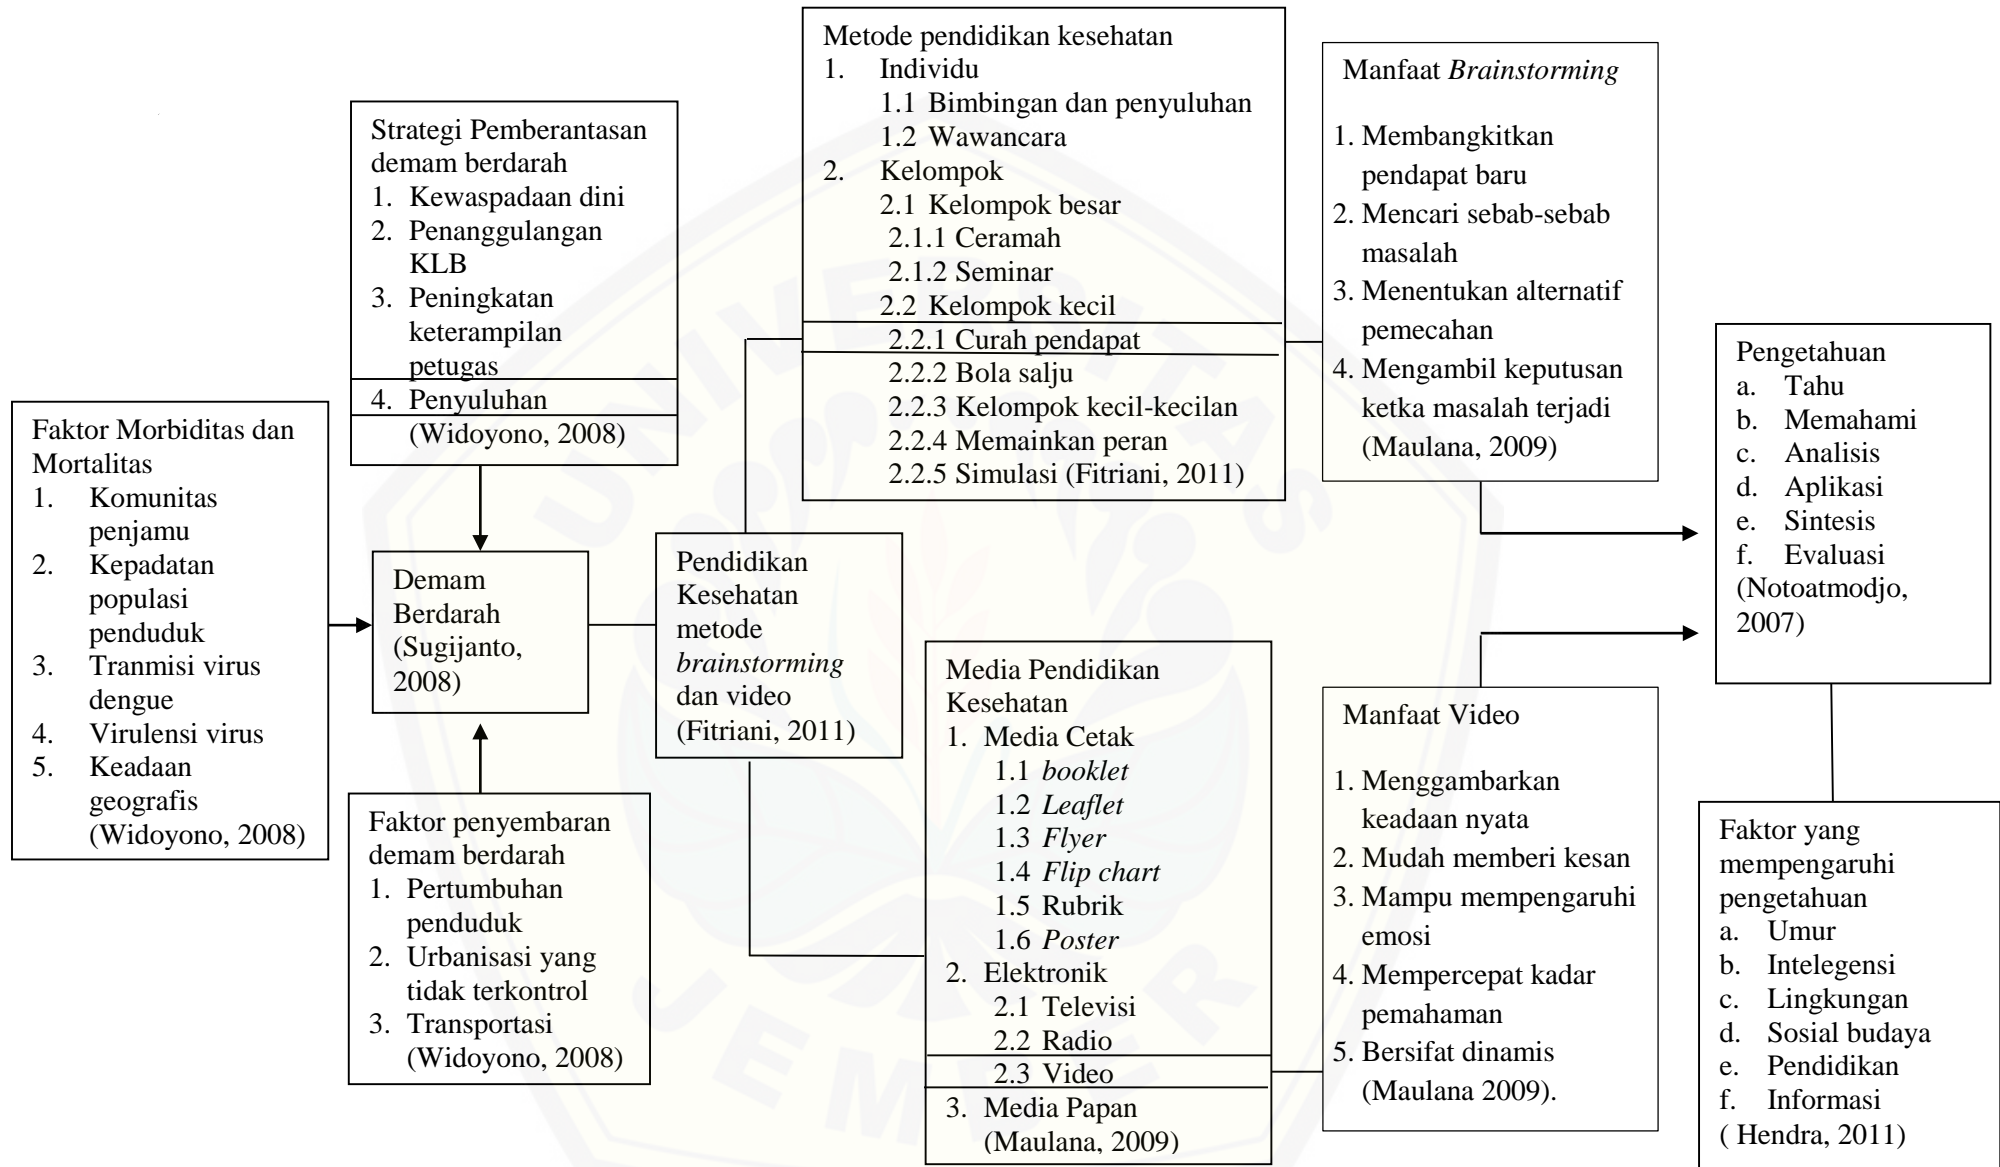 Faktor Morbiditas dan
Mortalitas
1. Komunitas
penjamu
2. Kepadatan
populasi
penduduk
3. Tranmisi virus
dengue
4. Virulensi virus
5. Keadaan
geografis
(Widoyono, 2008)
Strategi Pemberantasan
demam berdarah
1. Kewaspadaan dini
2. Penanggulangan
KLB
3. Peningkatan
keterampilan
petugas
4. Penyuluhan
(Widoyono, 2008)
Demam
Berdarah
(Sugijanto,
2008)
Faktor penyembaran
demam berdarah
1. Pertumbuhan
penduduk
2. Urbanisasi yang
tidak terkontrol
3. Transportasi
(Widoyono, 2008)
Pendidikan
Kesehatan
metode
brainstorming
dan video
(Fitriani, 2011)
Metode pendidikan kesehatan
1. Individu
1.1 Bimbingan dan penyuluhan
1.2 Wawancara
2. Kelompok
2.1 Kelompok besar
2.1.1 Ceramah
2.1.2 Seminar
2.2 Kelompok kecil
2.2.1 Curah pendapat
2.2.2 Bola salju
2.2.3 Kelompok kecil-kecilan
2.2.4 Memainkan peran
2.2.5 Simulasi (Fitriani, 2011)
Media Pendidikan
Kesehatan
1. Media Cetak
1.1 booklet
1.2 Leaflet
1.3 Flyer
1.4 Flip chart
1.5 Rubrik
1.6 Poster
2. Elektronik
2.1 Televisi
2.2 Radio
2.3 Video
3. Media Papan
(Maulana, 2009)
Manfaat Brainstorming
1. Membangkitkan
pendapat baru
2. Mencari sebab-sebab
masalah
3. Menentukan alternatif
pemecahan
4. Mengambil keputusan
ketka masalah terjadi
(Maulana, 2009)
Manfaat Video
1. Menggambarkan
keadaan nyata
2. Mudah memberi kesan
3. Mampu mempengaruhi
emosi
4. Mempercepat kadar
pemahaman
5. Bersifat dinamis
(Maulana 2009).
Pengetahuan
a. Tahu
b. Memahami
c. Analisis
d. Aplikasi
e. Sintesis
f. Evaluasi
(Notoatmodjo,
2007)
Faktor yang
mempengaruhi
pengetahuan
a. Umur
b. Intelegensi
c. Lingkungan
d. Sosial budaya
e. Pendidikan
f. Informasi
( Hendra, 2011)
UNIVERSITAS
JEMBER